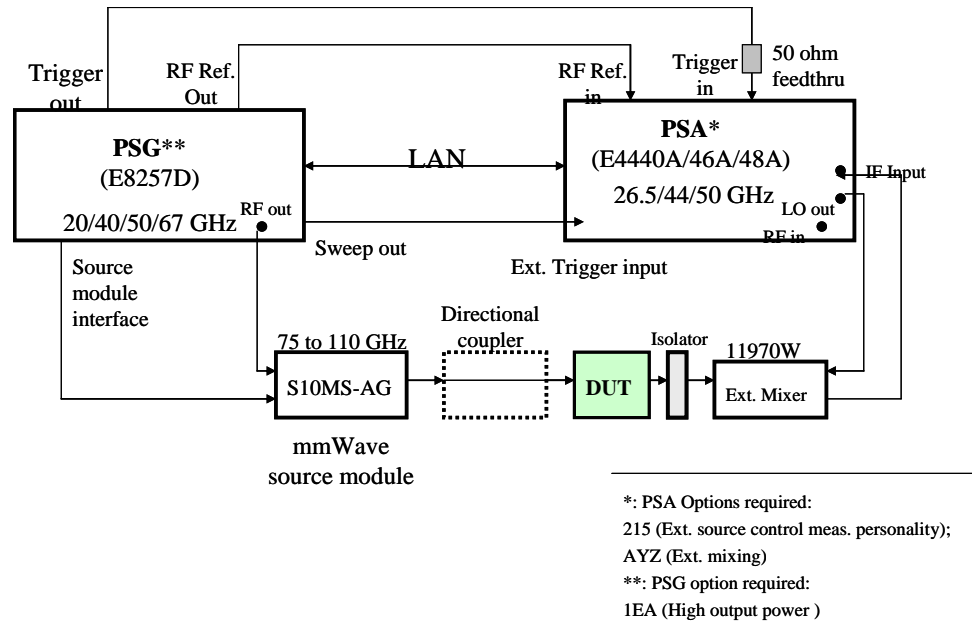 Trigger
out
RF Ref.
Out
RF Ref.
in
Trigger
in
50 ohm
feedthru
PSG**
(E8257D)
20/40/50/67 GHz
RF out
LAN
PSA*
(E4440A/46A/48A)
26.5/44/50 GHz
IF Input
LO out
RF in
Sweep out
Ext. Trigger input
Source
module
interface
75 to 110 GHz
S10MS-AG
mmWave
source module
Directional
coupler
DUT
Isolator
11970W
Ext. Mixer
*: PSA Options required:
215 (Ext. source control meas. personality);
AYZ (Ext. mixing)
**: PSG option required:
1EA (High output power )